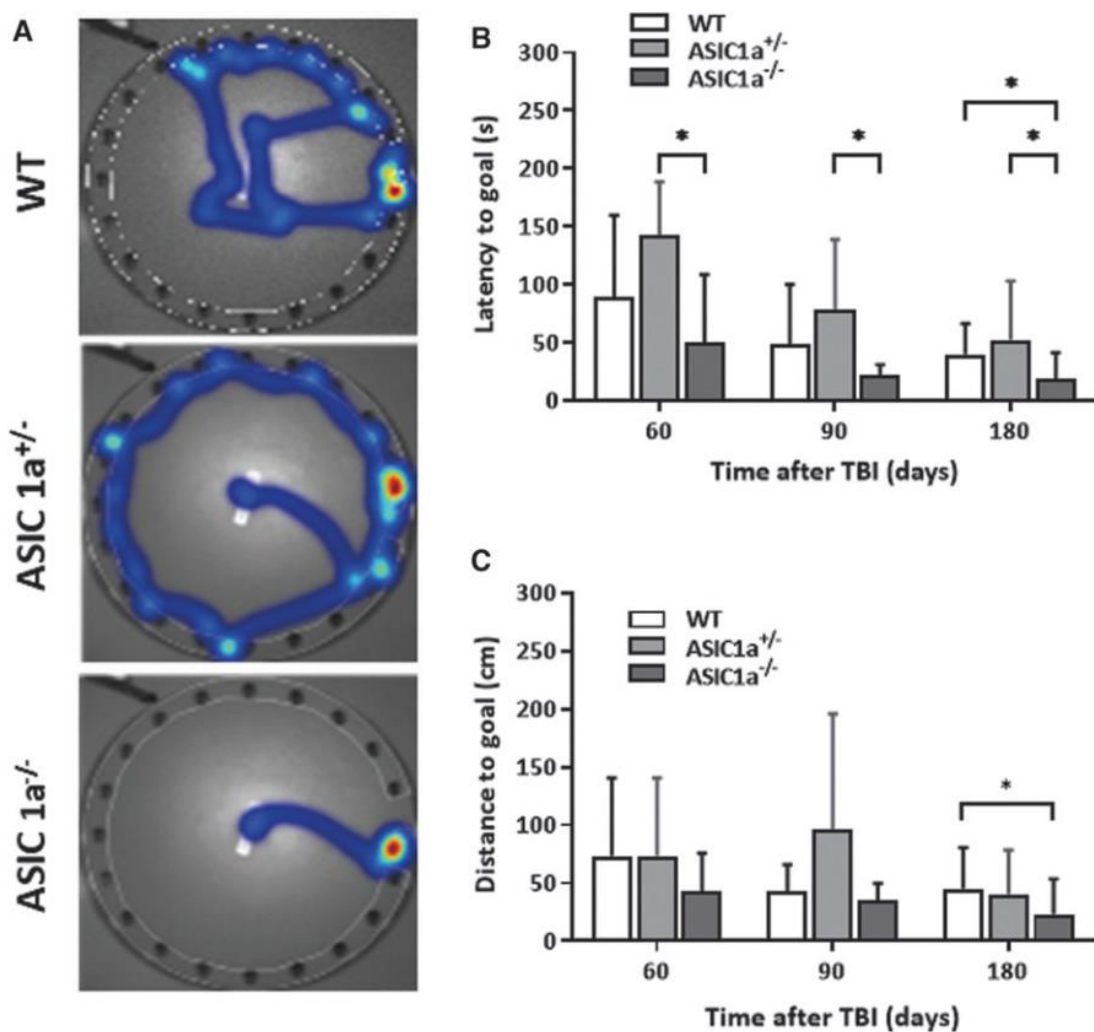 A
WT
ASIC 1a+/-
ASIC 1a-/-
B
WT
ASIC1a+/-
ASIC1a-/-
300
250
200
150
100
50
0
Latency to goal (s)
* * * *
60 90 180
Time after TBI (days)
C
WT
ASIC1a+/-
ASIC1a-/-
300
250
200
150
100
50
0
Distance to goal (cm)
*
60 90 180
Time after TBI (days)